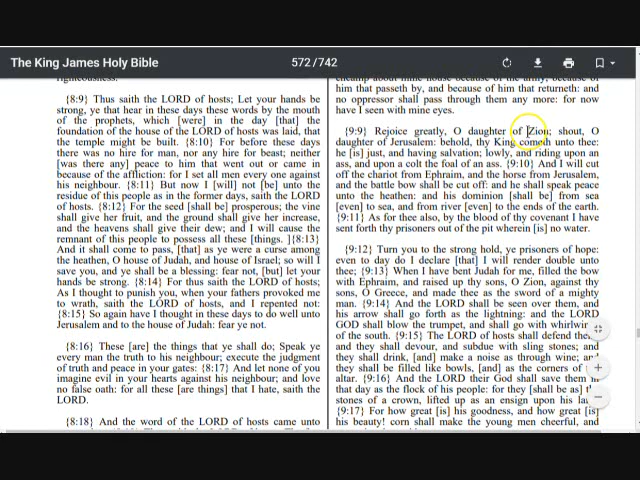 The King James Holy Bible
572/742
righteousness.
{8:9} Thus saith the LORD of hosts; Let your hands be
strong, ye that hear in these days these words by the mouth
of the prophets, which [were] in the day [that] the
foundation of the house of the LORD of hosts was laid, that
the temple might be built. {8:10} For before these days
there was no hire for man, nor any hire for beast; neither
[was there any] peace to him that went out or came in
because of the affliction: for I set all men every one against
his neighbour. {8:11} But now I [will] not [be] unto the
residue of this people as in the former days, saith the LORD
of hosts. {8:12} For the seed [shall be] prosperous; the vine
shall give her fruit, and the ground shall give her increase,
and the heavens shall give their dew; and I will cause the
remnant of this people to possess all these [things. ]{8:13}
And it shall come to pass, [that] as ye were a curse among
the heathen, O house of Judah, and house of Israel; so will I
save you, and ye shall be a blessing: fear not, [but] let your
hands be strong. {8:14} For thus saith the LORD of hosts;
As I thought to punish you, when your fathers provoked me
to wrath, saith the LORD of hosts, and I repented not:
{8:15} So again have I thought in these days to do well unto
Jerusalem and to the house of Judah: fear ye not.
{8:16} These [are] the things that ye shall do; Speak ye
every man the truth to his neighbour; execute the judgment
of truth and peace in your gates: {8:17} And let none of you
imagine evil in your hearts against his neighbour; and love
no false oath: for all these [are things] that I hate, saith the
LORD.
{8:18} And the word of the LORD of hosts came unto
encamp about mine house because of the army, because of
him that passeth by, and because of him that returneth: and
no oppressor shall pass through them any more: for now
have I seen with mine eyes.
{9:9} Rejoice greatly, O daughter of Zion; shout, O
daughter of Jerusalem: behold, thy King cometh unto thee:
he [is] just, and having salvation; lowly, and riding upon an
ass, and upon a colt the foal of an ass. {9:10} And I will cut
off the chariot from Ephraim, and the horse from Jerusalem,
and the battle bow shall be cut off: and he shall speak peace
unto the heathen: and his dominion [shall be] from sea
[even] to sea, and from river [even] to the ends of the earth.
{9:11} As for thee also, by the blood of thy covenant I have
sent forth thy prisoners out of the pit wherein [is] no water.
{9:12} Turn you to the strong hold, ye prisoners of hope:
even to day do I declare [that] I will render double unto
thee; {9:13} When I have bent Judah for me, filled the bow
with Ephraim, and raised up thy sons, O Zion, against thy
sons, O Greece, and made thee as the sword of a mighty
man. {9:14} And the LORD shall be seen over them, and
his arrow shall go forth as the lightning: and the Lord
GOD shall blow the trumpet, and shall go with whirlwin
of the south. {9:15} The LORD of hosts shall defend the
and they shall devour, and subdue with sling stones; and
they shall drink, [and] make a noise as through wine; an
they shall be filled like bowls, [and] as the corners of
altar. {9:16} And the LORD their God shall save them in
that day as the flock of his people: for they [shall be as] t
stones of a crown, lifted up as an ensign upon his la
{9:17} For how great [is] his goodness, and how great [is]
his beauty! corn shall make the young men cheerful, and